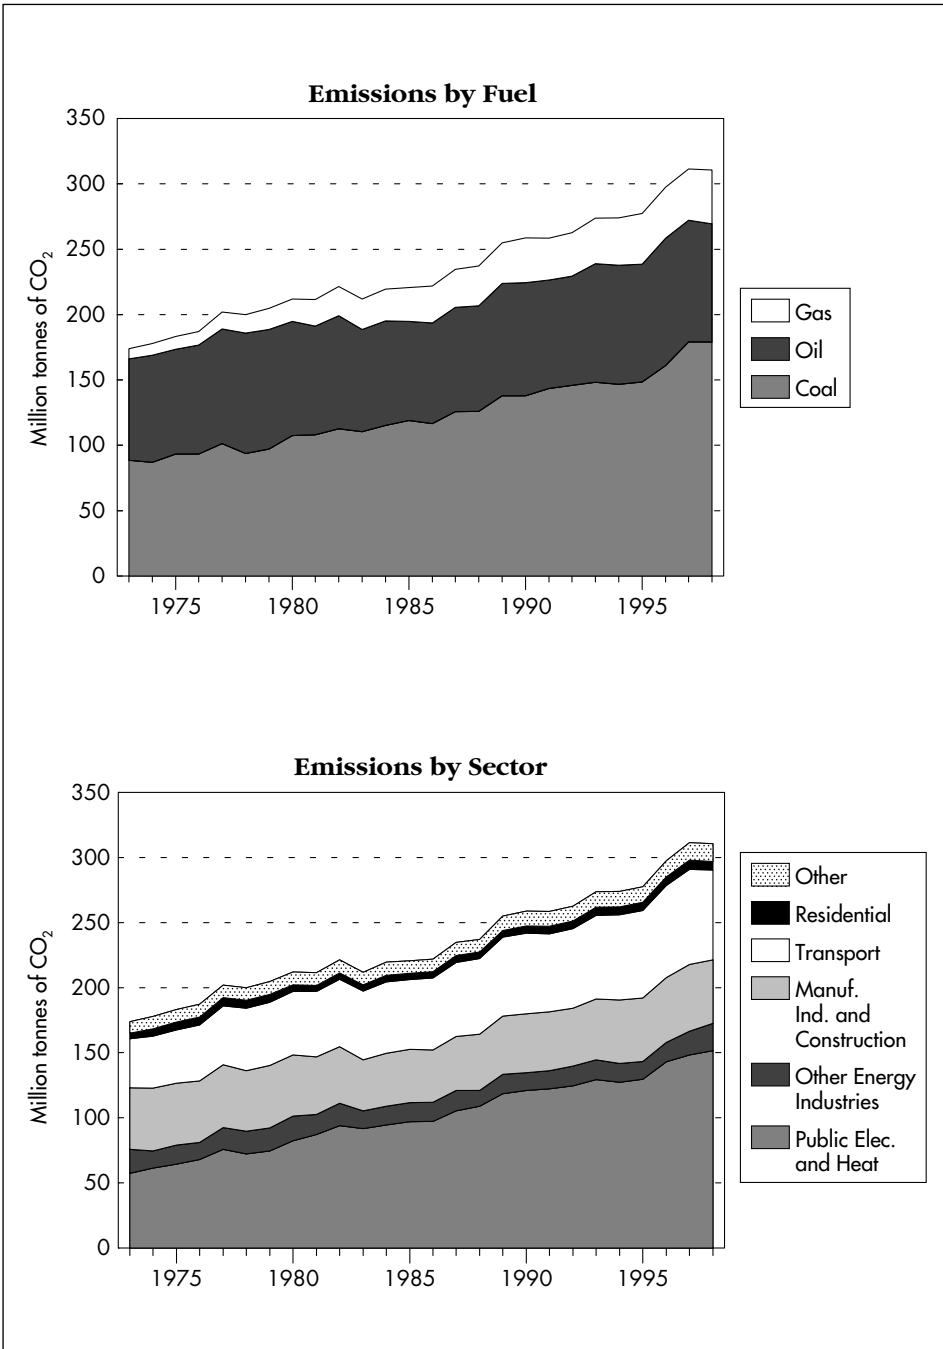 Emissions by Fuel
350
300
250
200
150
100
50
0
Million tonnes of CO2
1975
1980
1985
1990
1995
Gas
Oil
Coal
Emissions by Sector
350
300
250
200
150
100
50
0
Million tonnes of CO2
1975
1980
1985
1990
1995
Other
Residential
Transport
Manuf.
Ind. and
Construction
Other Energy
Industries
Public Elec.
and Heat